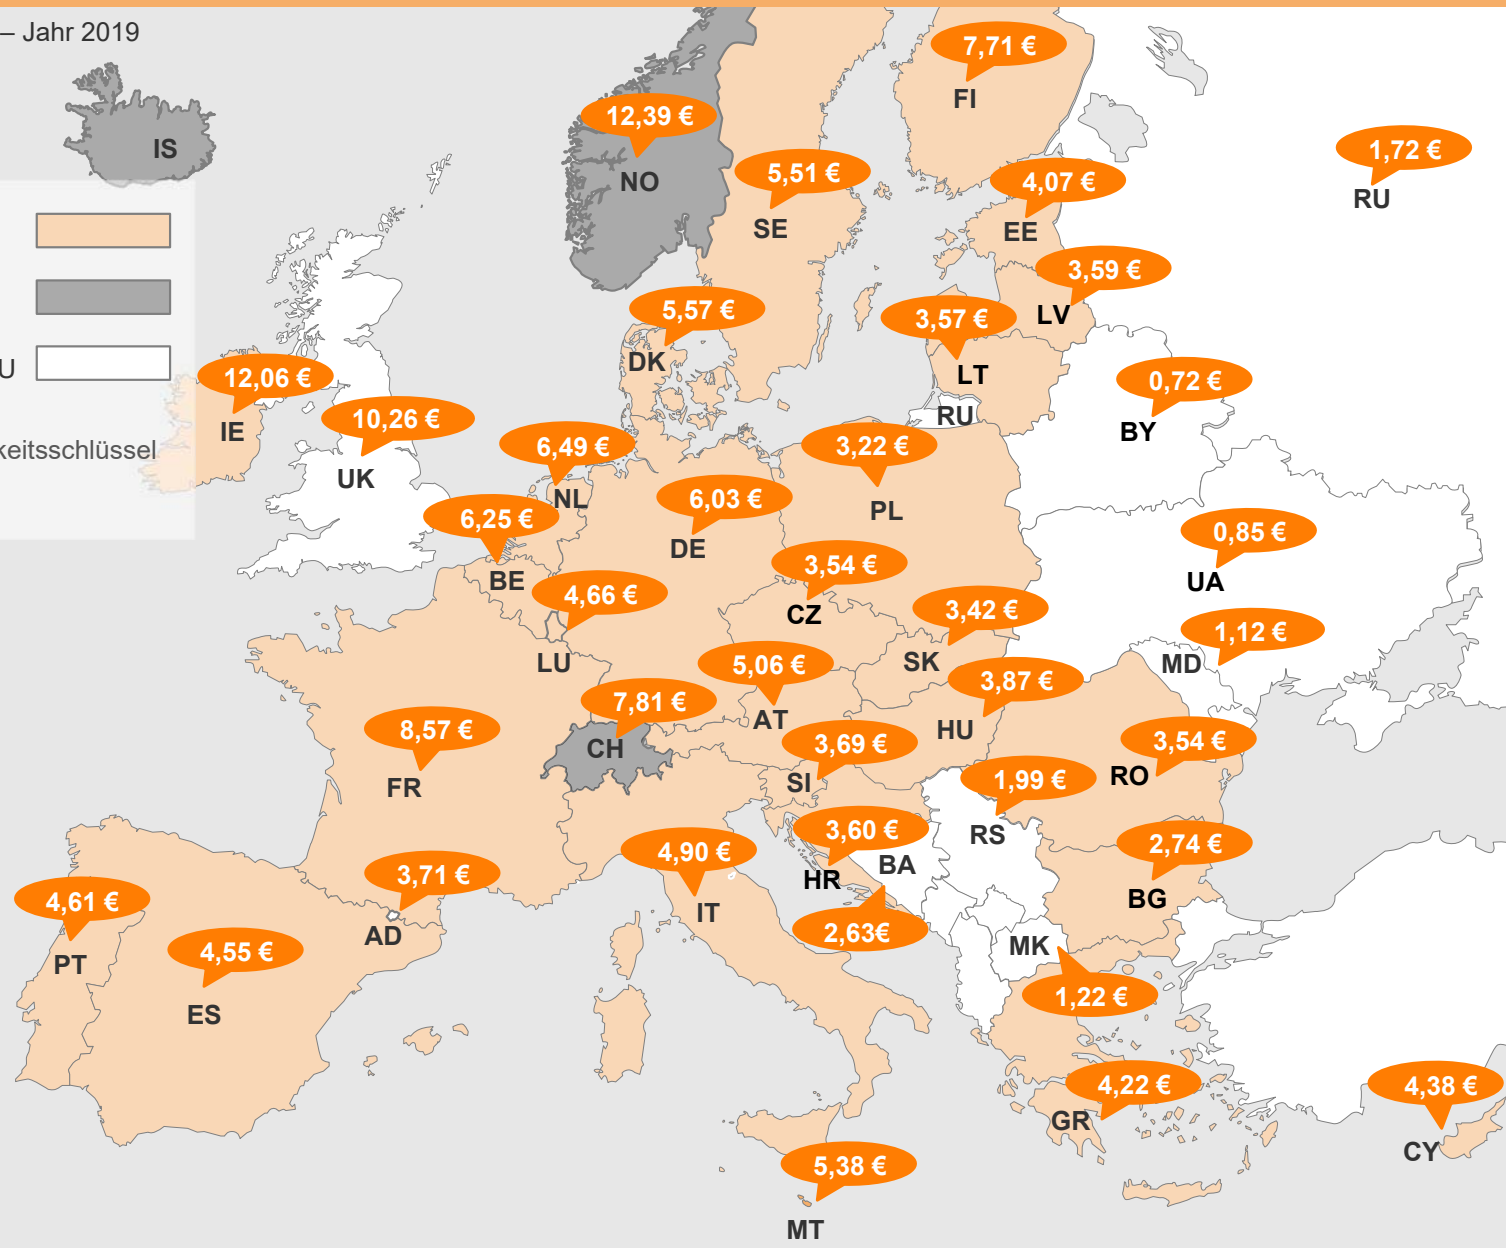 – Jahr 2019
7,71 €
FI
12,39 €
NO
IS
1,72 €
RU
5,51 €
SE
4,07 €
EE
3,59 €
LV
5,57 €
DK
3,57 €
LT
RU
U
12,06 €
IE
0,72 €
BY
10,26 €
UK
keitsschlüssel
6,49 €
NL
3,22 €
PL
6,03 €
DE
6,25 €
BE
0,85 €
UA
3,54 €
CZ
4,66 €
LU
3,42 €
SK
1,12 €
MD
5,06 €
AT
3,87 €
HU
7,81 €
CH
8,57 €
FR
3,69 €
SI
3,54 €
RO
1,99 €
RS
3,60 €
HR
BA
2,63€
2,74 €
BG
4,90 €
IT
3,71 €
AD
4,61 €
PT
4,55 €
ES
MK
1,22 €
4,22 €
GR
4,38 €
CY
5,38 €
MT